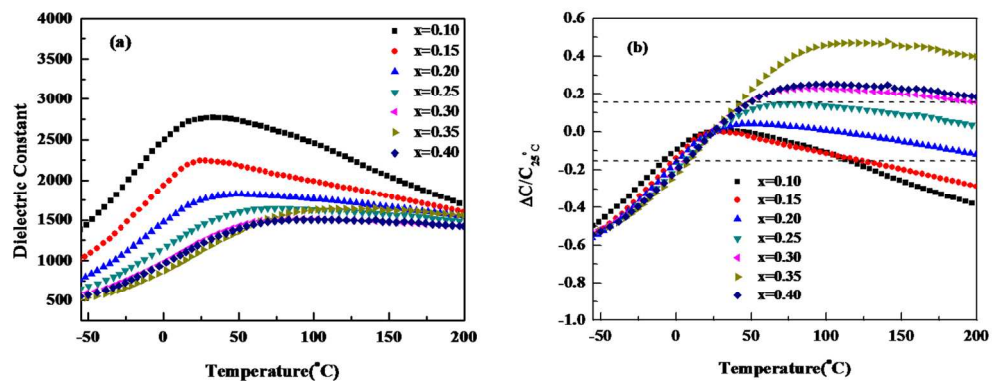 (a)
x=0.10
x=0.15
x=0.20
x=0.25
x=0.30
x=0.35
x=0.40
4000
3500
3000
2500
2000
1500
1000
500
Dielectric Constant
-50 0 50 100 150 200
Temperature(°C)
(b)
0.6
0.4
0.2
0.0
-0.2
-0.4
-0.6
-0.8
-1.0
ΔC/C25°C
x=0.10
x=0.15
x=0.20
x=0.25
x=0.30
x=0.35
x=0.40
-50 0 50 100 150 200
Temperature(°C)